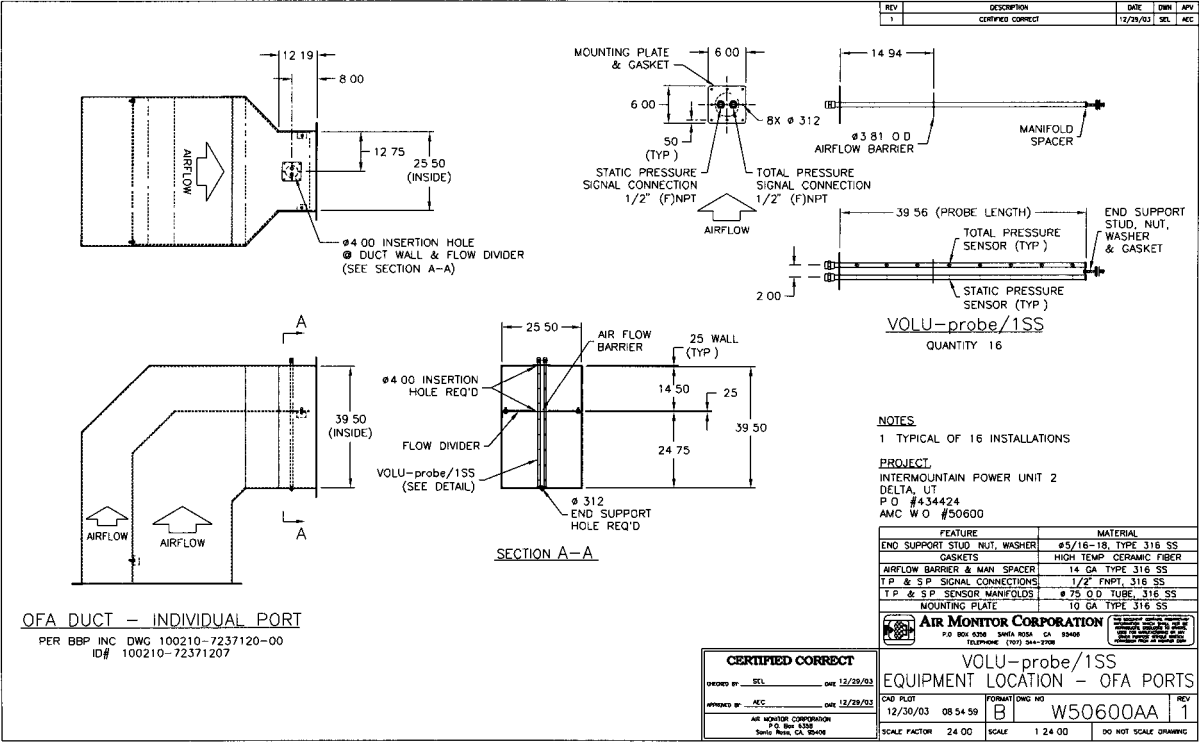 REV DESCRIPTION DATE DWN APV
1 CERTIFIED CORRECT 12/29/03 SEL AEC
12 19
8 00
12 75
25 50
(INSIDE)
AIRFLOW
ø4 00 INSERTION HOLE
@ DUCT WALL & FLOW DIVIDER
(SEE SECTION A-A)
MOUNTING PLATE
& GASKET
6 00
6 00
8X ø 312
50
(TYP )
STATIC PRESSURE
SIGNAL CONNECTION
1/2" (F)NPT
TOTAL PRESSURE
SIGNAL CONNECTION
1/2" (F)NPT
AIRFLOW
14 94
ø3 81 O D
AIRFLOW BARRIER
MANIFOLD
SPACER
39 56 (PROBE LENGTH)
END SUPPORT
STUD, NUT,
WASHER
& GASKET
TOTAL PRESSURE
SENSOR (TYP )
2 00
STATIC PRESSURE
SENSOR (TYP )
VOLU-probe/1SS
QUANTITY 16
A
39 50
(INSIDE)
AIRFLOW
AIRFLOW
A
OFA DUCT - INDIVIDUAL PORT
PER BBP INC DWG 100210-7237120-00
ID# 100210-72371207
25 50
AIR FLOW
BARRIER
25 WALL
(TYP )
ø4 00 INSERTION
HOLE REQ'D
14 50
25
39 50
FLOW DIVIDER
24 75
VOLU-probe/1SS
(SEE DETAIL)
ø 312
END SUPPORT
HOLE REQ'D
SECTION A-A
NOTES
1 TYPICAL OF 16 INSTALLATIONS
PROJECT
INTERMOUNTAIN POWER UNIT 2
DELTA, UT
P O #434424
AMC W O #50600
FEATURE MATERIAL
END SUPPORT STUD NUT, WASHER ø5/16-18, TYPE 316 SS
GASKETS HIGH TEMP CERAMIC FIBER
AIRFLOW BARRIER & MAN SPACER 14 GA TYPE 316 SS
T P & S P SIGNAL CONNECTIONS 1/2" FNPT, 316 SS
T P & S P SENSOR MANIFOLDS ø 75 O D TUBE, 316 SS
MOUNTING PLATE 10 GA TYPE 316 SS
AIR MONITOR CORPORATION
P.O BOX 6358 SANTA ROSA CA 95406
TELEPHONE (707) 544-2706
CERTIFIED CORRECT
CHECKED BY SEL DATE 12/29/03
APPROVED BY AEC DATE 12/29/03
AIR MONITOR CORPORATION
P.O. Box 6358
Santa Rosa, CA. 95406
VOLU-probe/1SS
EQUIPMENT LOCATION - OFA PORTS
CAD PLOT FORMAT DWG NO REV
12/30/03 08 54 59 B W50600AA 1
SCALE FACTOR 24 00 SCALE 1 24 00 DO NOT SCALE DRAWING